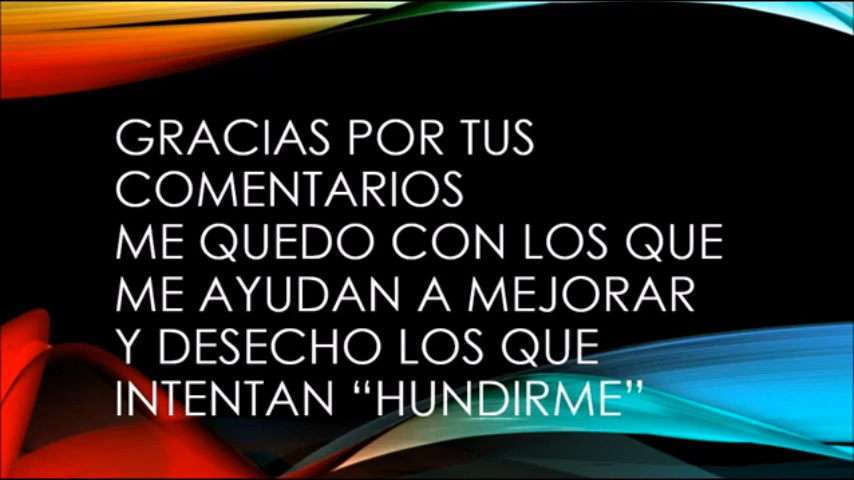 GRACIAS POR TUS
COMENTARIOS
ME QUEDO CON LOS QUE
ME AYUDAN A MEJORAR
Y DESECHO LOS QUE
INTENTAN “HUNDIRME”